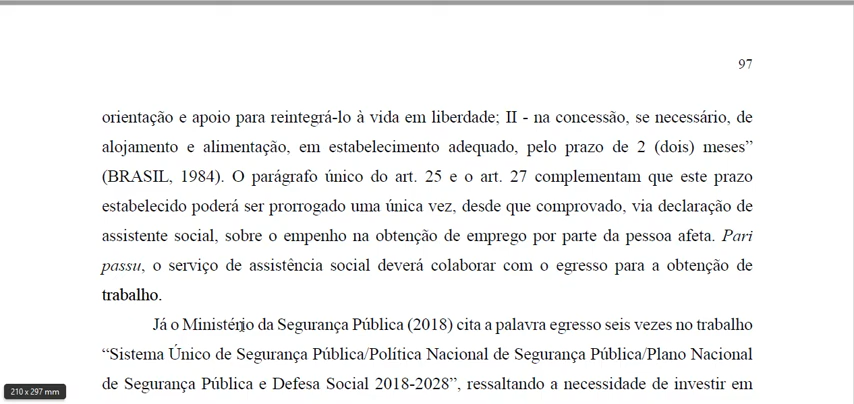 97
orientação e apoio para reintegrá-lo à vida em liberdade; II - na concessão, se necessário, de
alojamento e alimentação, em estabelecimento adequado, pelo prazo de 2 (dois) meses”
(BRASIL, 1984). O parágrafo único do art. 25 e o art. 27 complementam que este prazo
estabelecido poderá ser prorrogado uma única vez, desde que comprovado, via declaração de
assistente social, sobre o empenho na obtenção de emprego por parte da pessoa afeta. Pari
passu, o serviço de assistência social deverá colaborar com o egresso para a obtenção de
trabalho.
Já o Ministério da Segurança Pública (2018) cita a palavra egresso seis vezes no trabalho
“Sistema Único de Segurança Pública/Política Nacional de Segurança Pública/Plano Nacional
de Segurança Pública e Defesa Social 2018-2028”, ressaltando a necessidade de investir em
210 x 297 mm